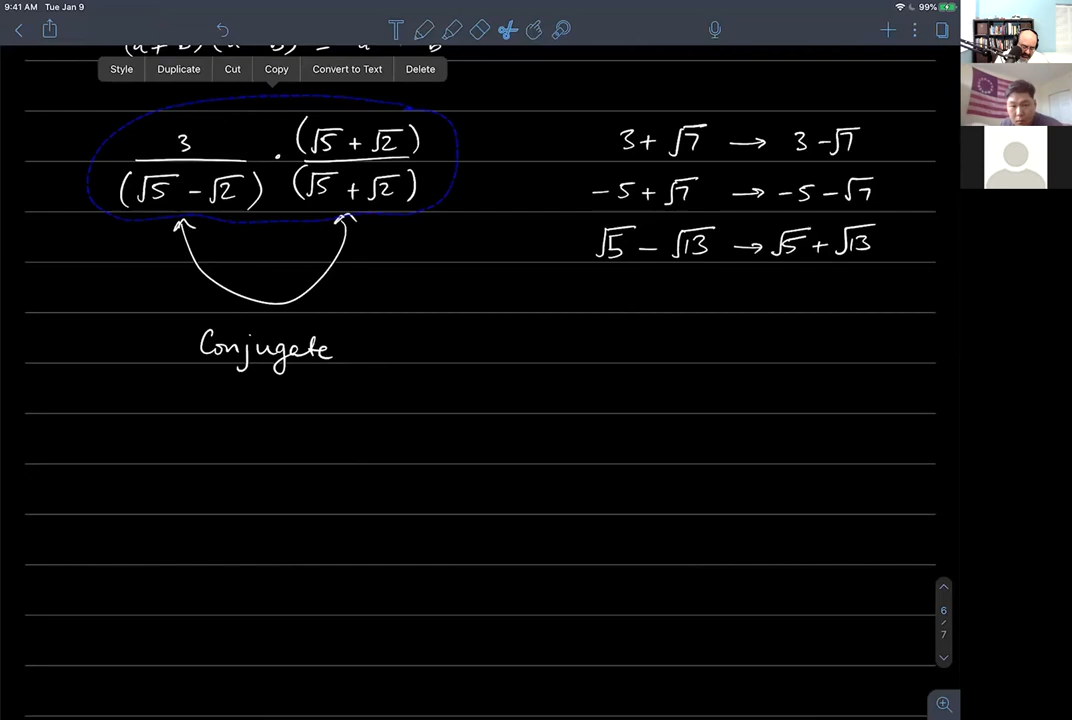 9:41 AM Tue Jan 9
99%
Style Duplicate Cut Copy Convert to Text Delete
3 / (√5 − √2) · (√5 + √2) / (√5 + √2)
Conjugate
3 + √7 → 3 − √7
− 5 + √7 → − 5 − √7
√5 − √13 → √5 + √13
6
/
7